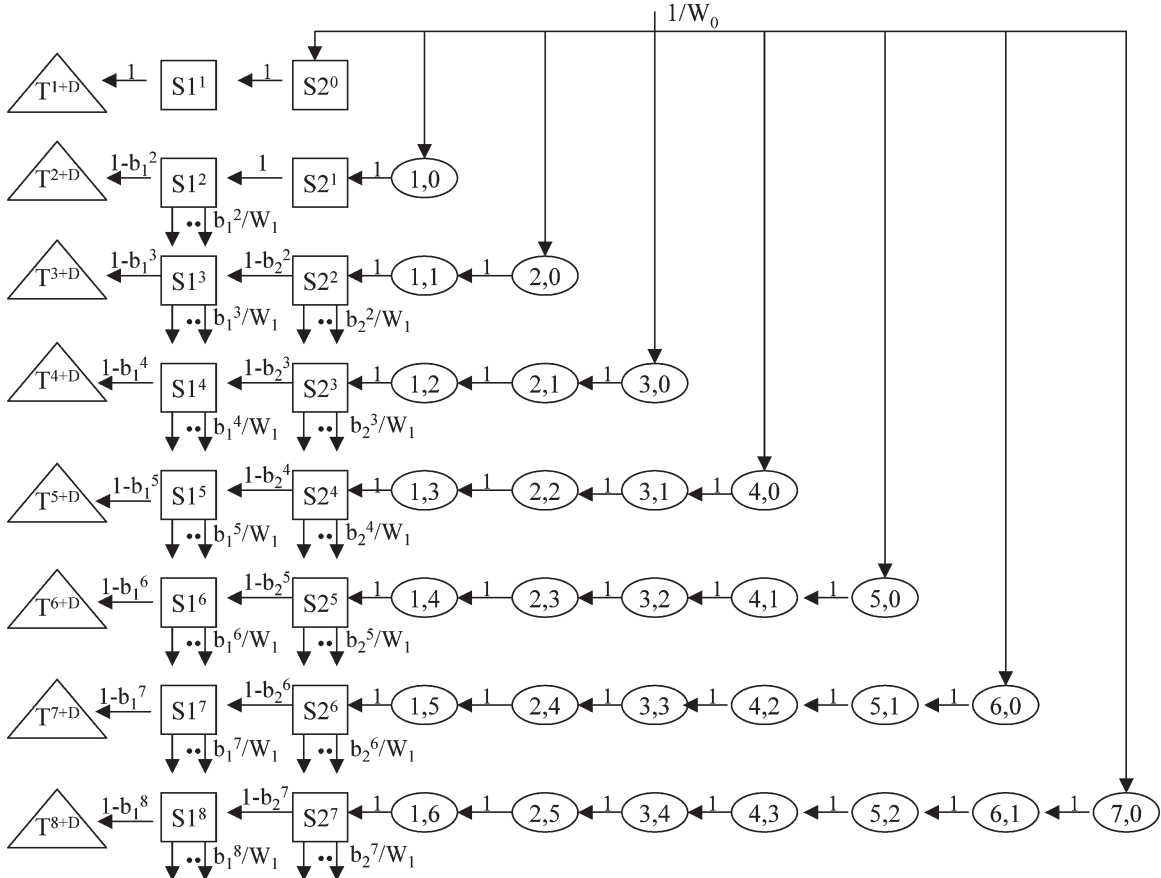 1/W₀
T¹⁺ᴰ 1 S1¹ 1 S2⁰
T²⁺ᴰ 1-b₁² S1² 1 S2¹ 1 1,0
b₁²/W₁
T³⁺ᴰ 1-b₁³ S1³ 1-b₂² S2² 1 1,1 1 2,0
b₁³/W₁ b₂²/W₁
T⁴⁺ᴰ 1-b₁⁴ S1⁴ 1-b₂³ S2³ 1 1,2 1 2,1 1 3,0
b₁⁴/W₁ b₂³/W₁
T⁵⁺ᴰ 1-b₁⁵ S1⁵ 1-b₂⁴ S2⁴ 1 1,3 1 2,2 1 3,1 1 4,0
b₁⁵/W₁ b₂⁴/W₁
T⁶⁺ᴰ 1-b₁⁶ S1⁶ 1-b₂⁵ S2⁵ 1 1,4 1 2,3 1 3,2 1 4,1 1 5,0
b₁⁶/W₁ b₂⁵/W₁
T⁷⁺ᴰ 1-b₁⁷ S1⁷ 1-b₂⁶ S2⁶ 1 1,5 1 2,4 1 3,3 1 4,2 1 5,1 1 6,0
b₁⁷/W₁ b₂⁶/W₁
T⁸⁺ᴰ 1-b₁⁸ S1⁸ 1-b₂⁷ S2⁷ 1 1,6 1 2,5 1 3,4 1 4,3 1 5,2 1 6,1 1 7,0
b₁⁸/W₁ b₂⁷/W₁